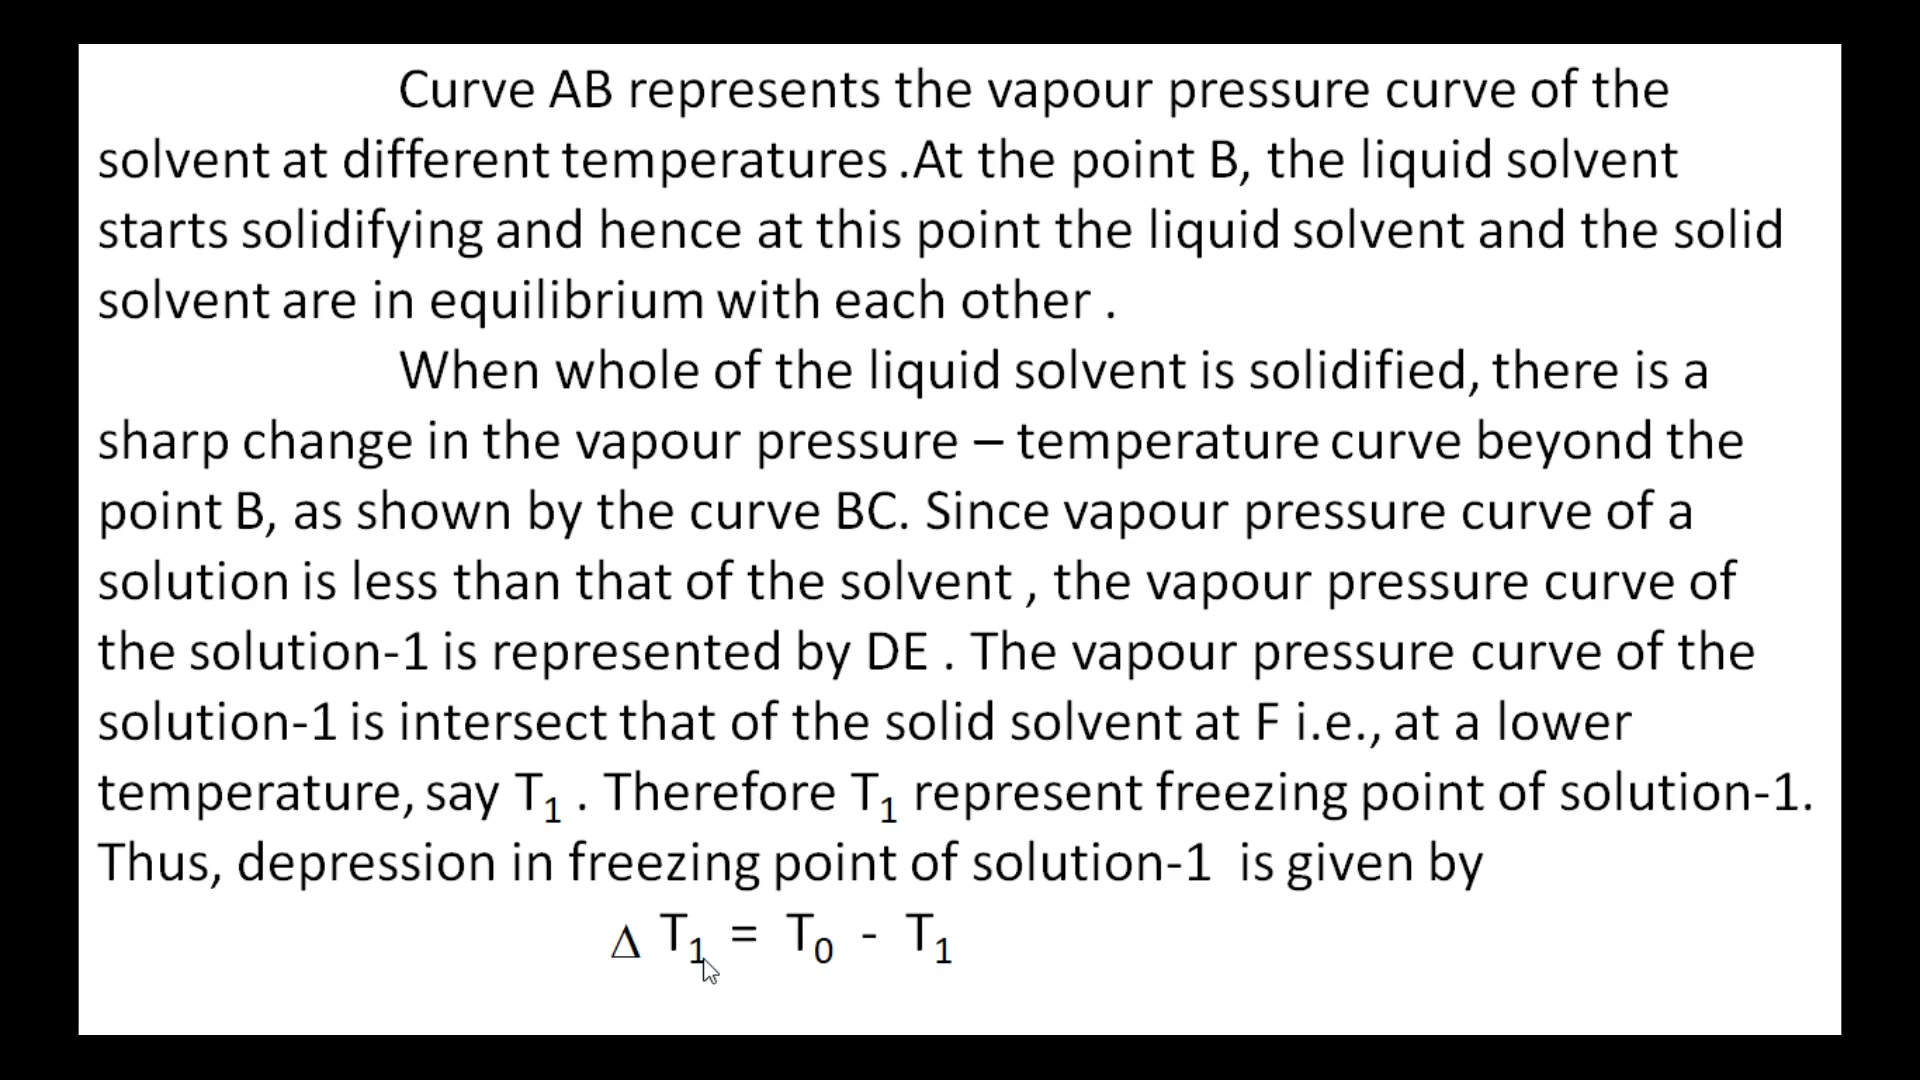 Curve AB represents the vapour pressure curve of the
solvent at different temperatures .At the point B, the liquid solvent
starts solidifying and hence at this point the liquid solvent and the solid
solvent are in equilibrium with each other .
When whole of the liquid solvent is solidified, there is a
sharp change in the vapour pressure – temperature curve beyond the
point B, as shown by the curve BC. Since vapour pressure curve of a
solution is less than that of the solvent , the vapour pressure curve of
the solution-1 is represented by DE . The vapour pressure curve of the
solution-1 is intersect that of the solid solvent at F i.e., at a lower
temperature, say T₁ . Therefore T₁ represent freezing point of solution-1.
Thus, depression in freezing point of solution-1 is given by
Δ T₁ = T₀ - T₁